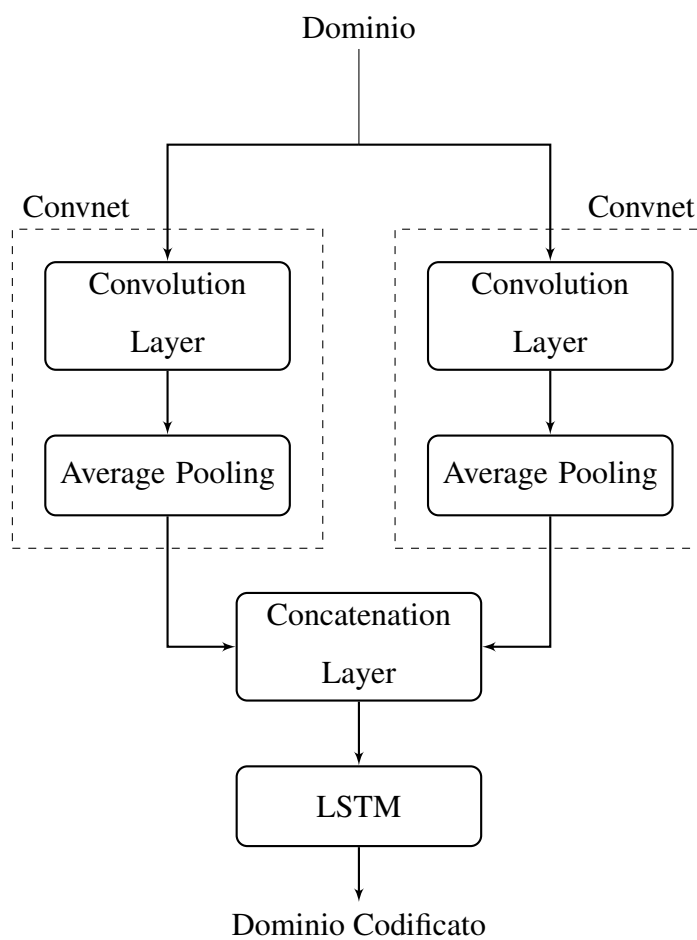 Dominio
Convnet
Convnet
Convolution
Layer
Convolution
Layer
Average Pooling
Average Pooling
Concatenation
Layer
LSTM
Dominio Codificato